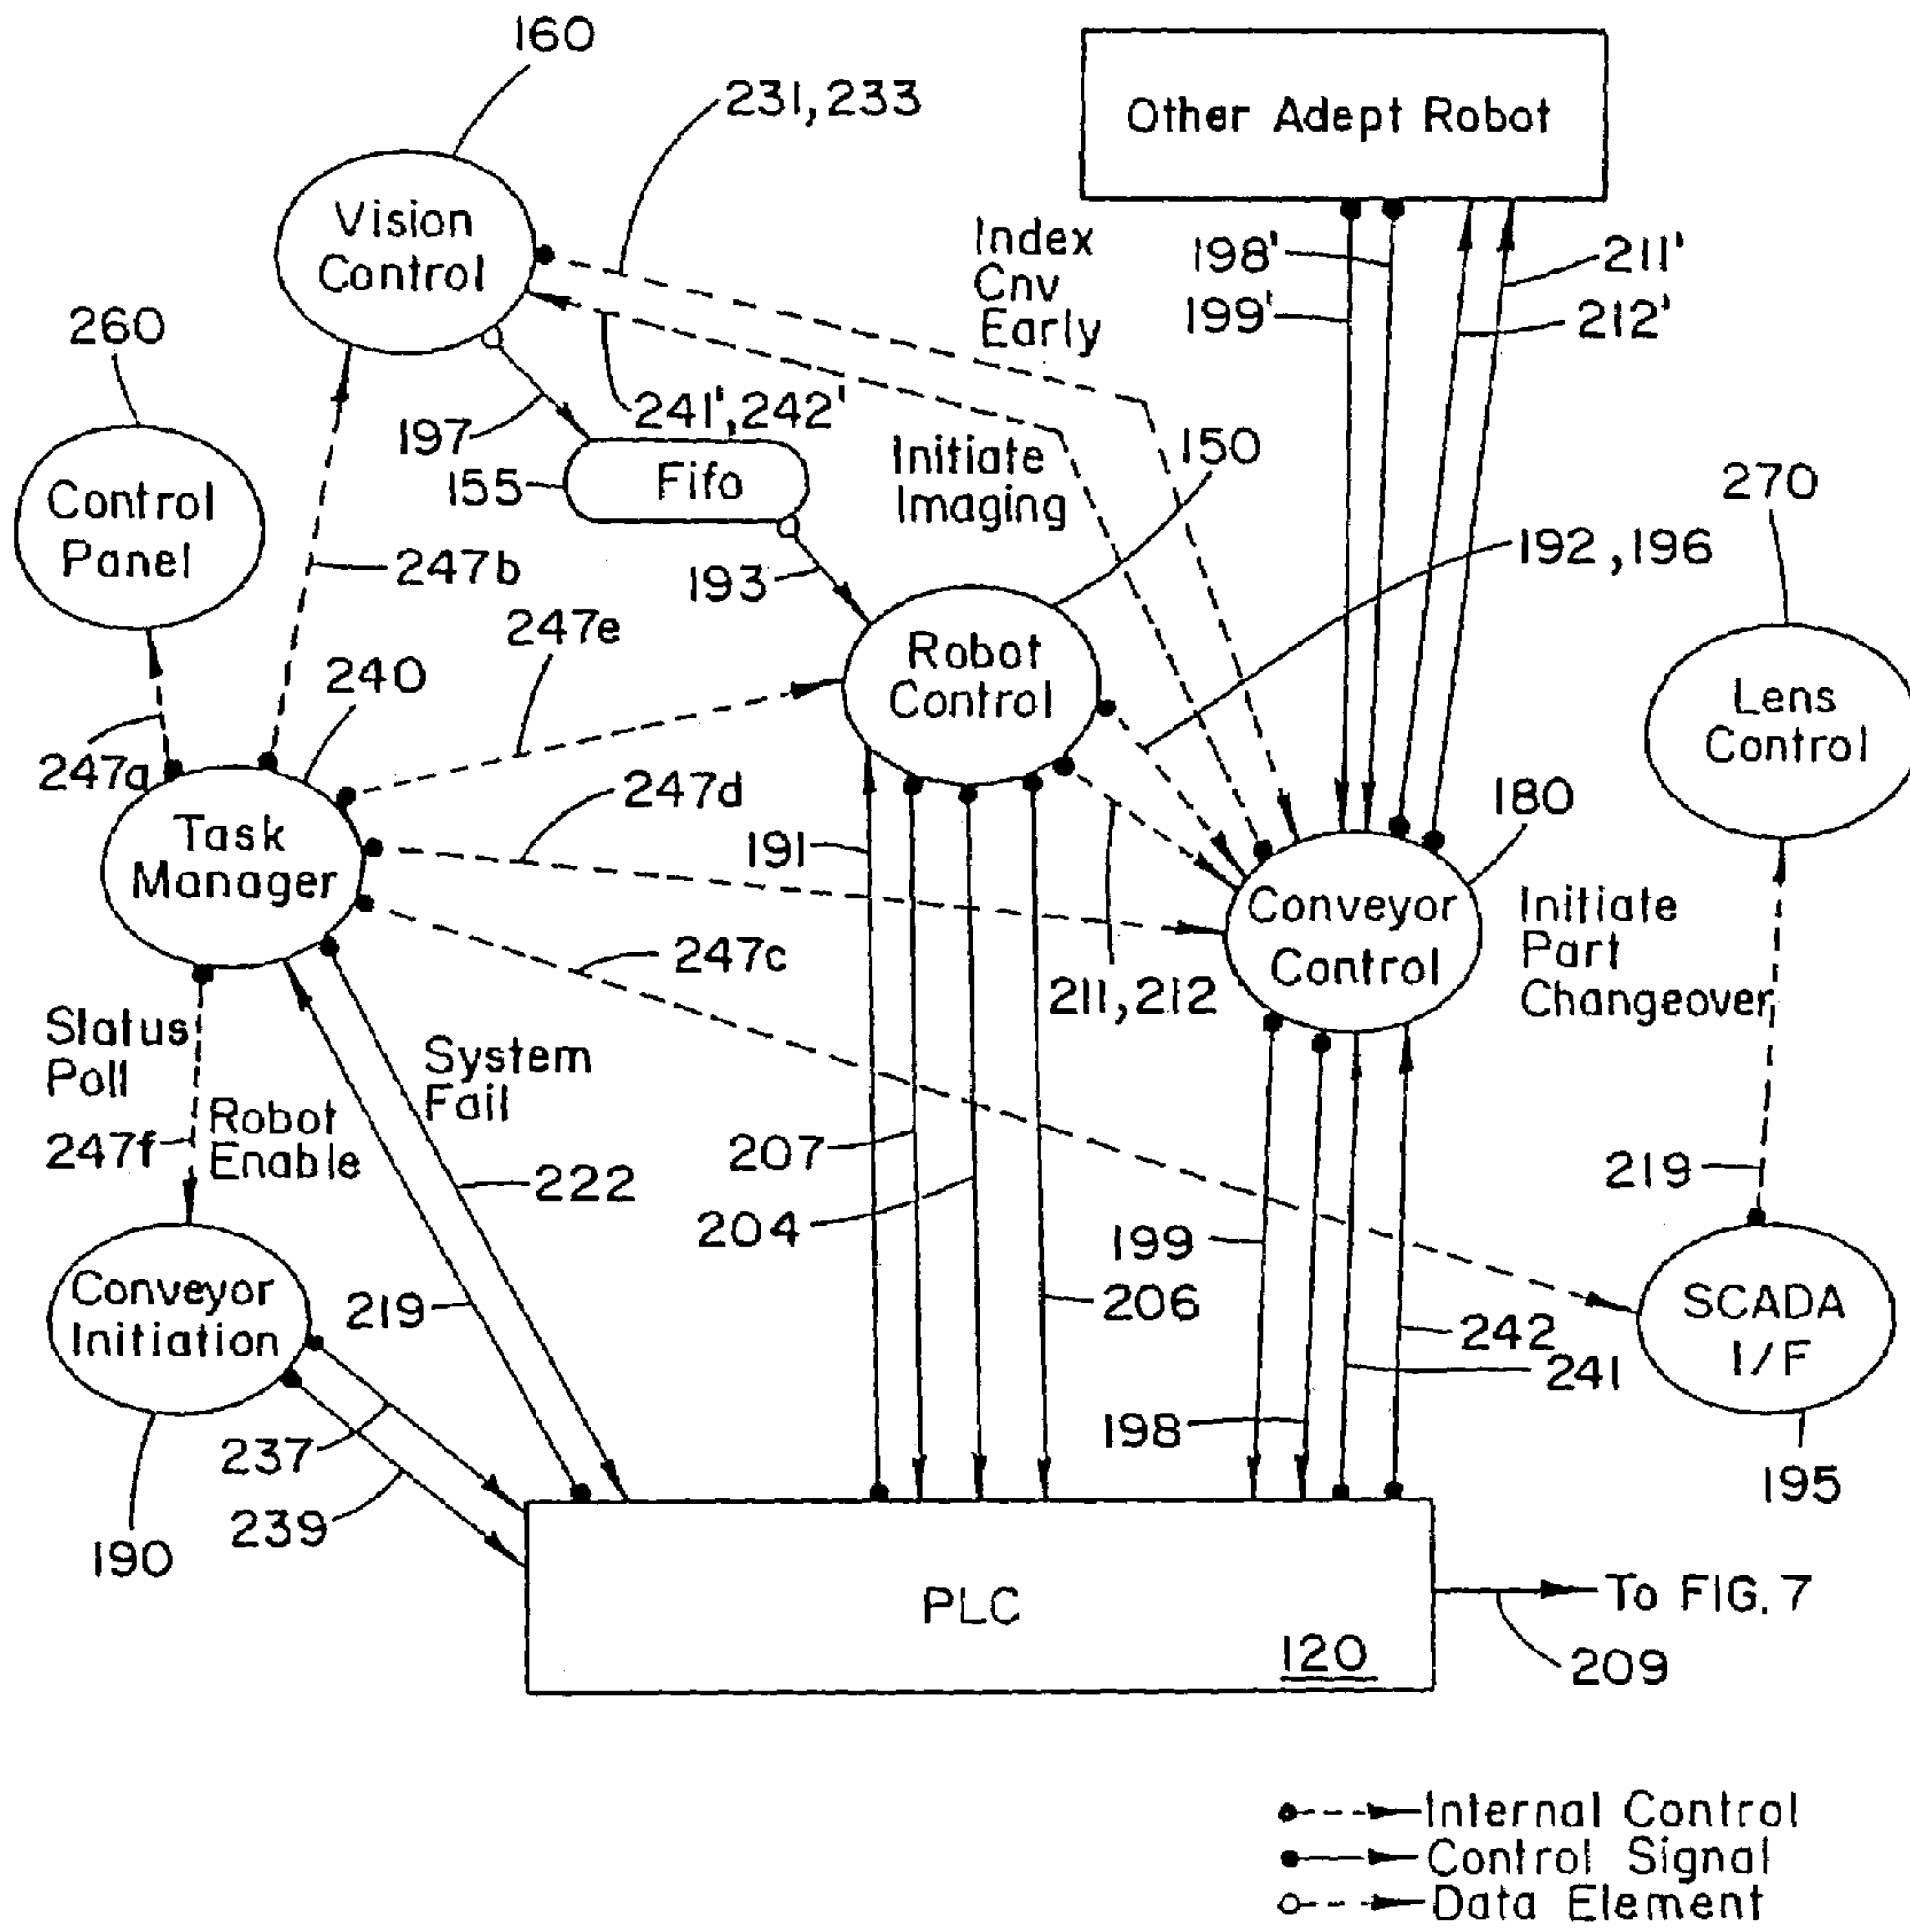 160
231, 233
Other Adept Robot
Vision
Control
Index
Cnv
Early
198'
199'
211'
212'
260
241', 242'
197
155
Fifo
Initiate
Imaging
150
270
Control
Panel
247b
193
192, 196
247e
240
Robot
Control
Lens
Control
247a
247d
180
Task
Manager
191
Conveyor
Control
Initiate
Part
Changeover
247c
211, 212
Status
Poll
System
Fail
247f
Robot
Enable
207
222
219
204
199
Conveyor
Initiation
219
206
242
241
SCADA
I/F
237
198
239
195
190
PLC
120
To FIG. 7
209
Internal Control
Control Signal
Data Element